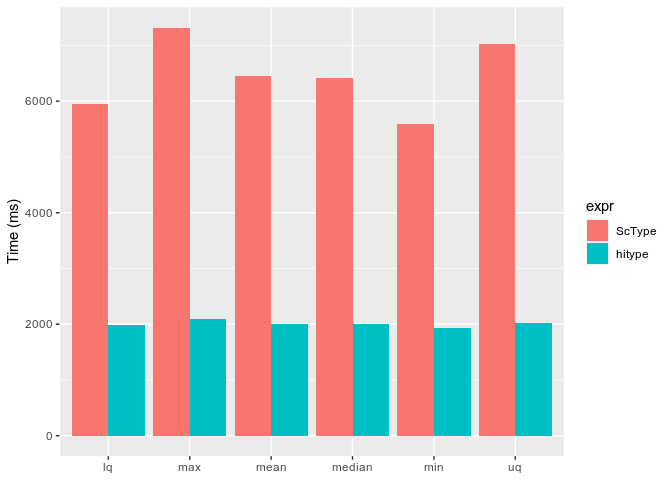 Time (ms)
6000
4000
2000
0
lq max mean median min uq
expr
ScType
hitype